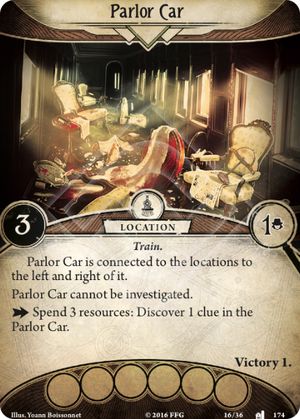 Parlor Car
3
LOCATION
1
Train.
Parlor Car is connected to the locations to
the left and right of it.
Parlor Car cannot be investigated.
Spend 3 resources: Discover 1 clue in the
Parlor Car.
Victory 1.
Illus. Yoann Boissonnet
© 2016 FFG
16/36
174